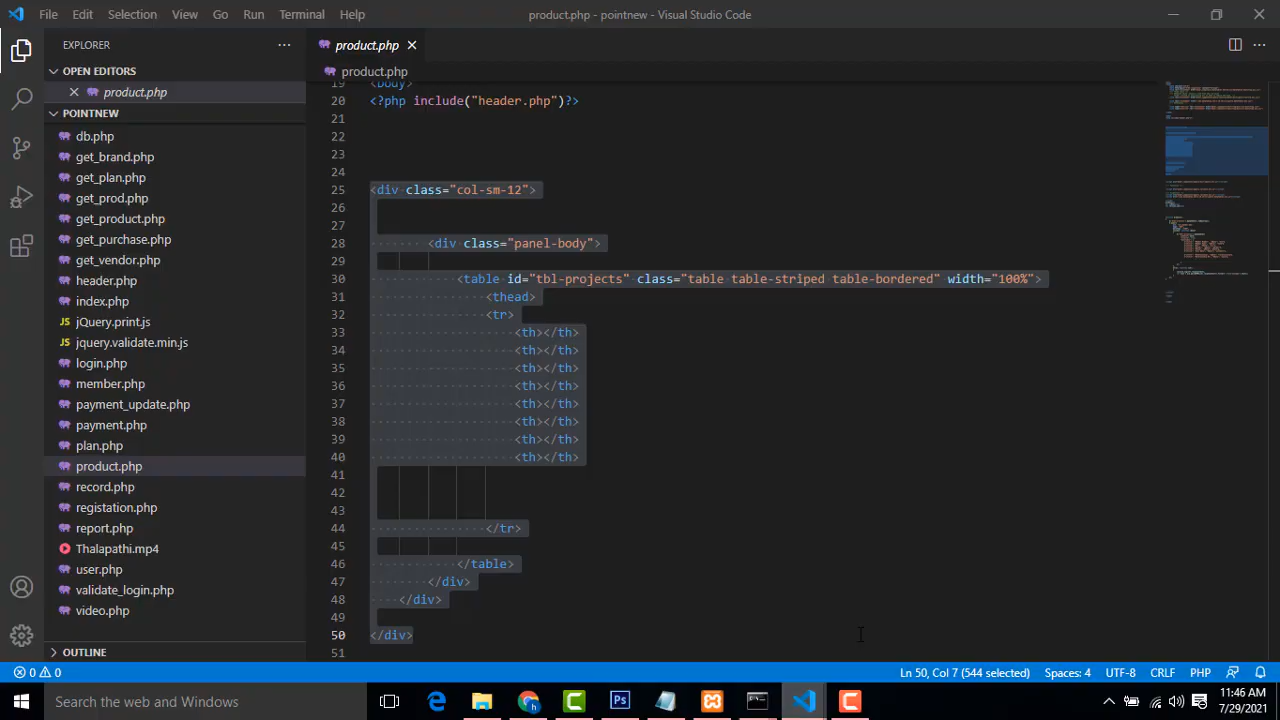 File Edit Selection View Go Run Terminal Help product.php - pointnew - Visual Studio Code
EXPLORER
OPEN EDITORS
product.php
POINTNEW
db.php
get_brand.php
get_plan.php
get_prod.php
get_product.php
get_purchase.php
get_vendor.php
header.php
index.php
JS jQuery.print.js
JS jquery.validate.min.js
login.php
member.php
payment_update.php
payment.php
plan.php
product.php
record.php
registation.php
report.php
Thalapathi.mp4
user.php
validate_login.php
video.php
OUTLINE
product.php
product.php
19 <body>
20 <?php include("header.php")?>
21
22
23
24
25 <div class="col-sm-12">
26
27
28 <div class="panel-body">
29
30 <table id="tbl-projects" class="table table-striped table-bordered" width="100%">
31 <thead>
32 <tr>
33 <th></th>
34 <th></th>
35 <th></th>
36 <th></th>
37 <th></th>
38 <th></th>
39 <th></th>
40 <th></th>
41
42
43
44 </tr>
45
46 </table>
47 </div>
48 </div>
49
50 </div>
51
0 0 Ln 50, Col 7 (544 selected) Spaces: 4 UTF-8 CRLF PHP
Search the web and Windows
11:46 AM
7/29/2021